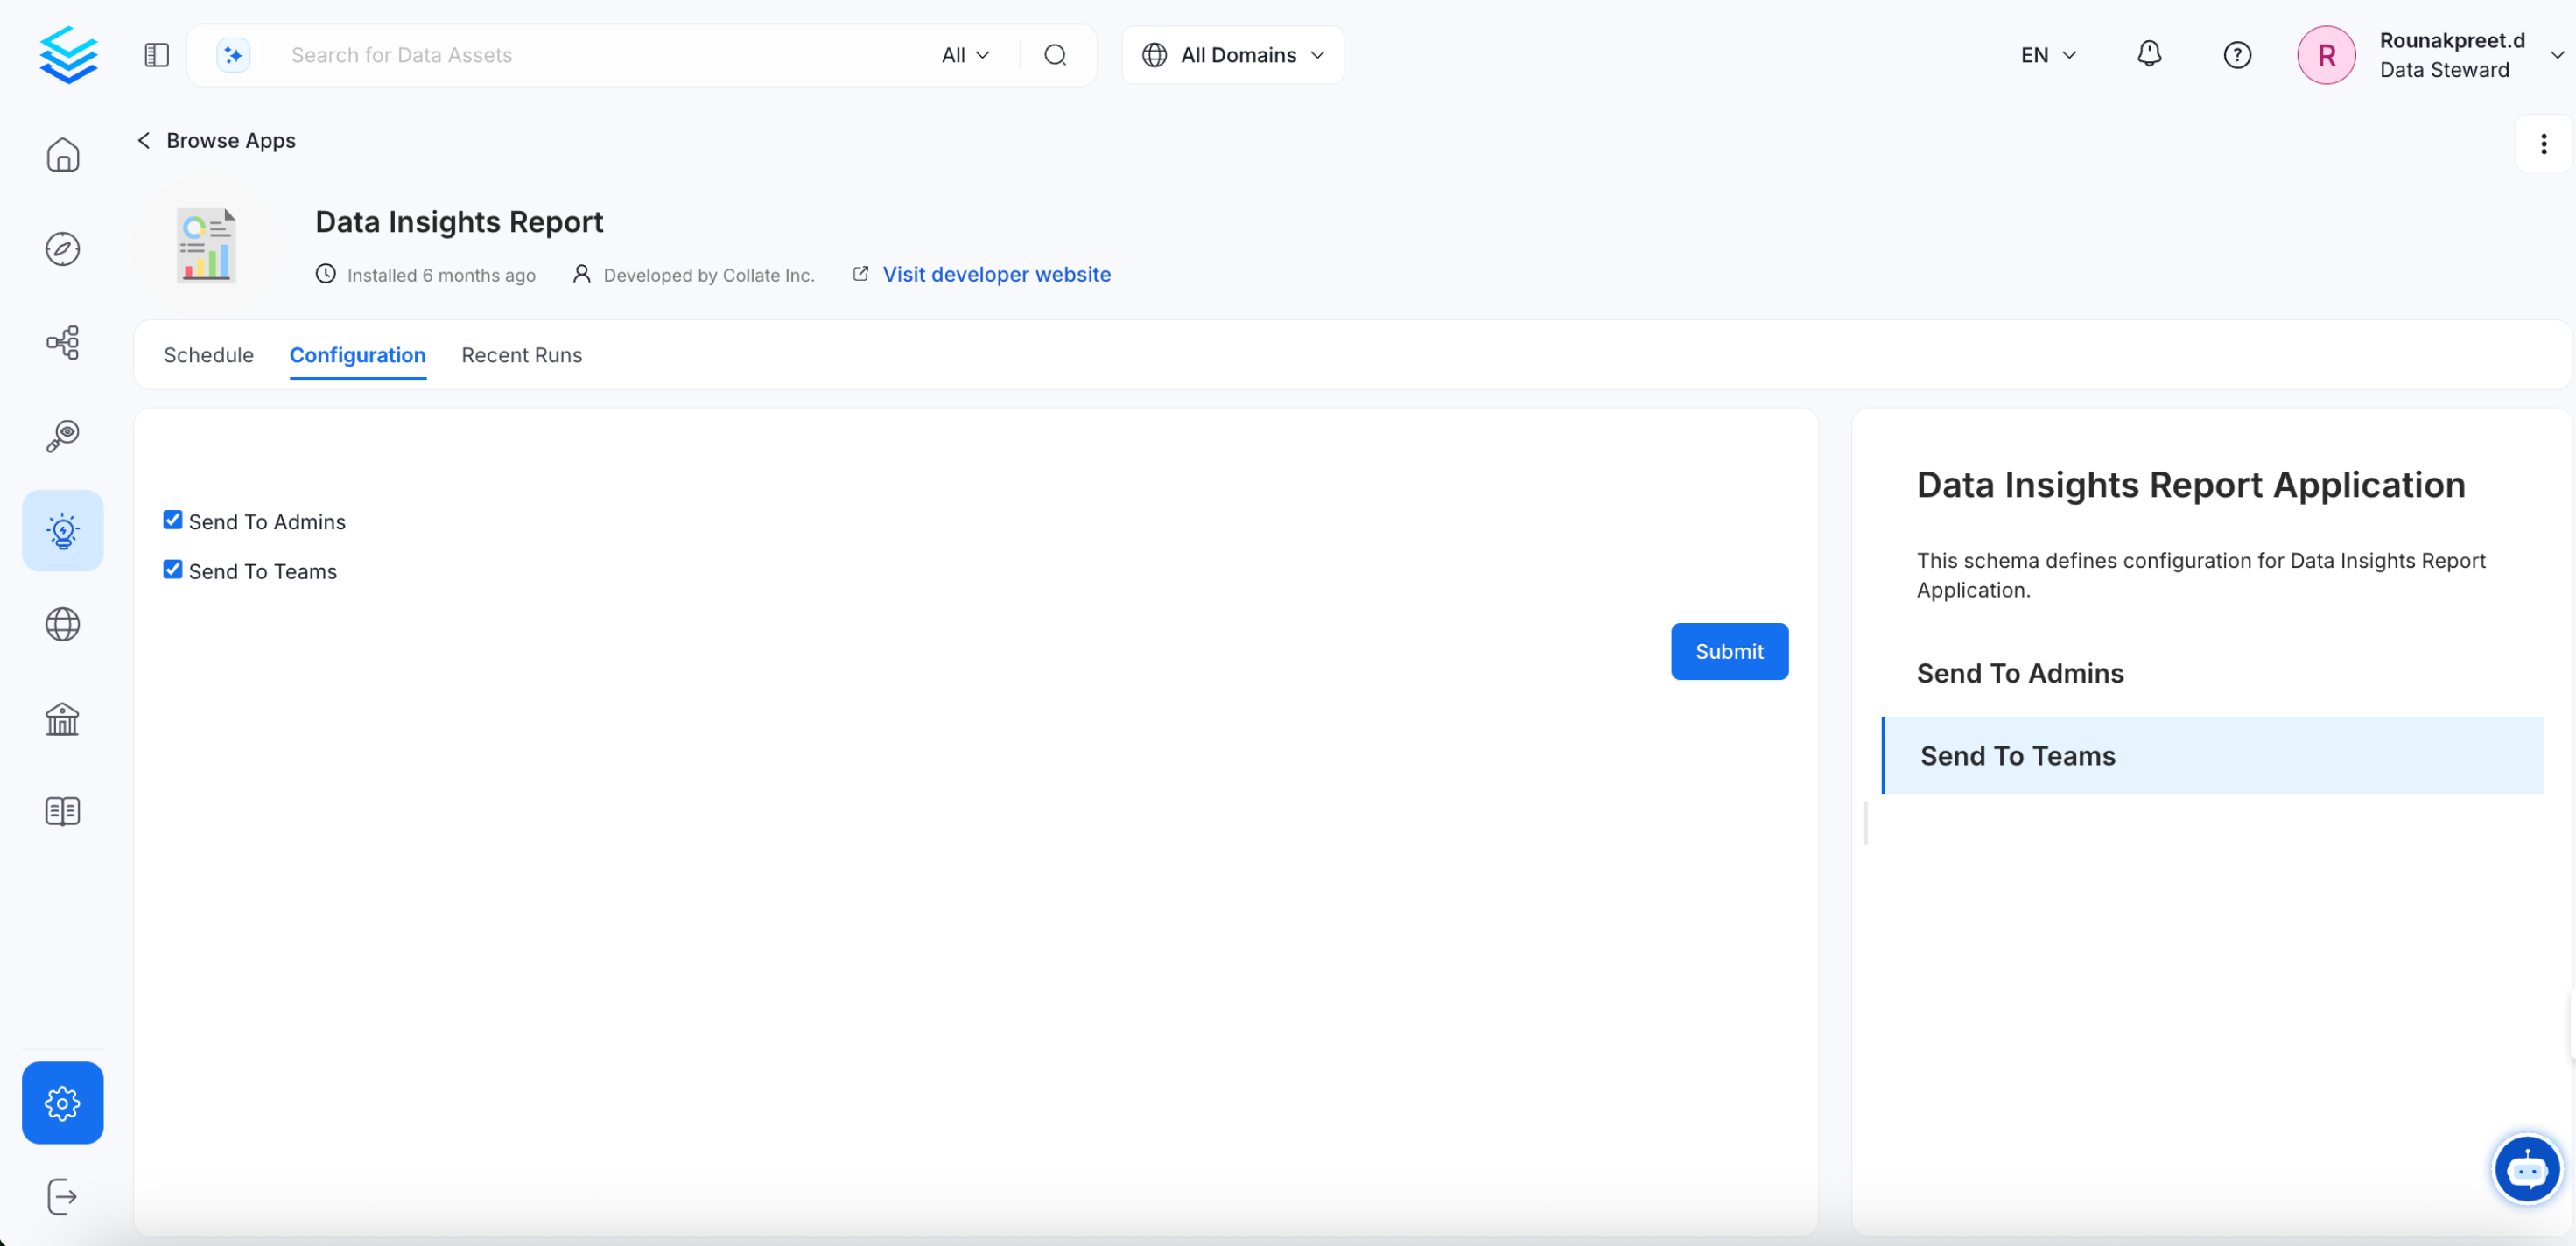 Search for Data Assets
All
All Domains
EN
R
Rounakpreet.d
Data Steward
Browse Apps
Data Insights Report
Installed 6 months ago
Developed by Collate Inc.
Visit developer website
Schedule
Configuration
Recent Runs
Send To Admins
Send To Teams
Submit
Data Insights Report Application
This schema defines configuration for Data Insights Report
Application.
Send To Admins
Send To Teams